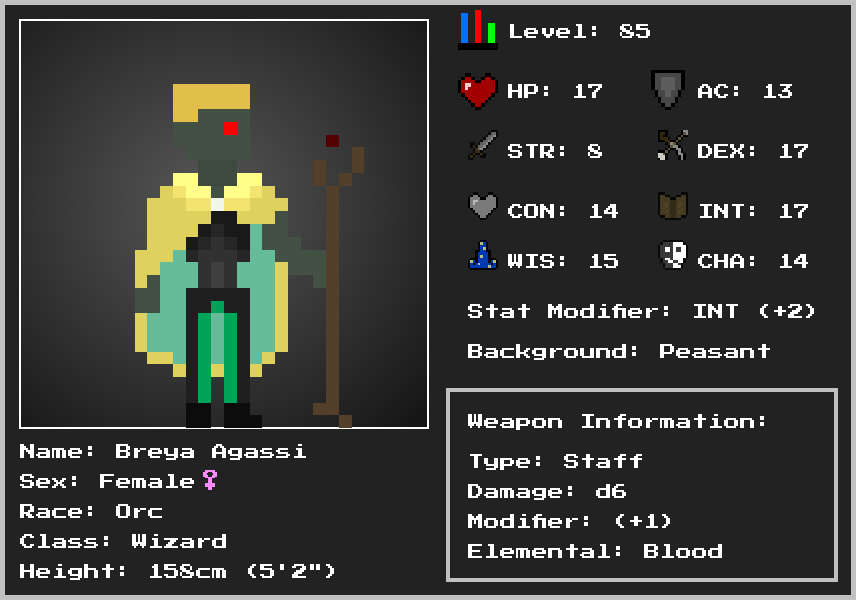 Level: 85
HP: 17
AC: 13
STR: 8
DEX: 17
CON: 14
INT: 17
WIS: 15
CHA: 14
Stat Modifier: INT (+2)
Background: Peasant
Weapon Information:
Type: Staff
Damage: d6
Modifier: (+1)
Elemental: Blood
Name: Breya Agassi
Sex: Female♀
Race: Orc
Class: Wizard
Height: 158cm (5'2")